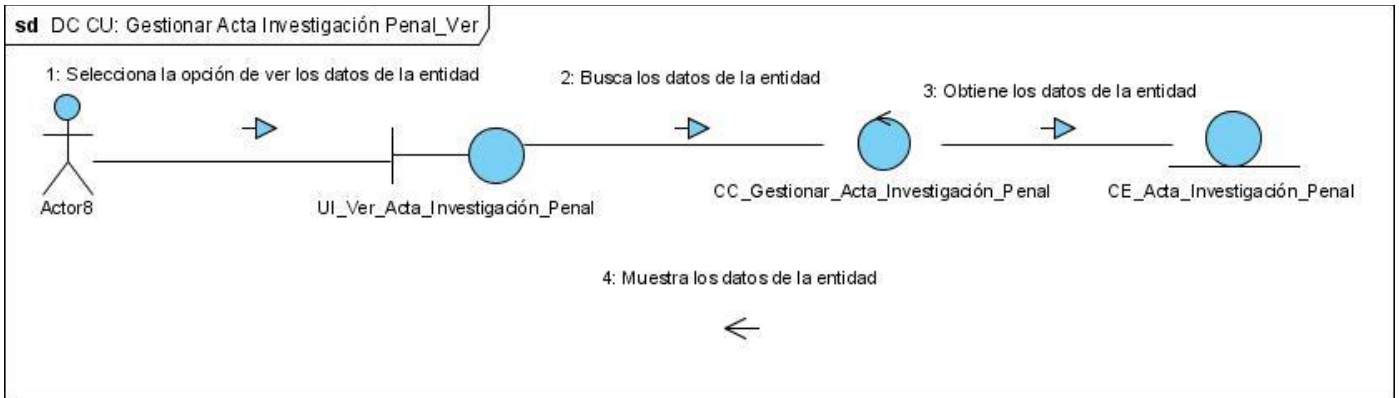 sd DC CU: Gestionar Acta Investigación Penal_Ver
1: Selecciona la opción de ver los datos de la entidad
2: Busca los datos de la entidad
3: Obtiene los datos de la entidad
Actor8
UI_Ver_Acta_Investigación_Penal
CC_Gestionar_Acta_Investigación_Penal
CE_Acta_Investigación_Penal
4: Muestra los datos de la entidad